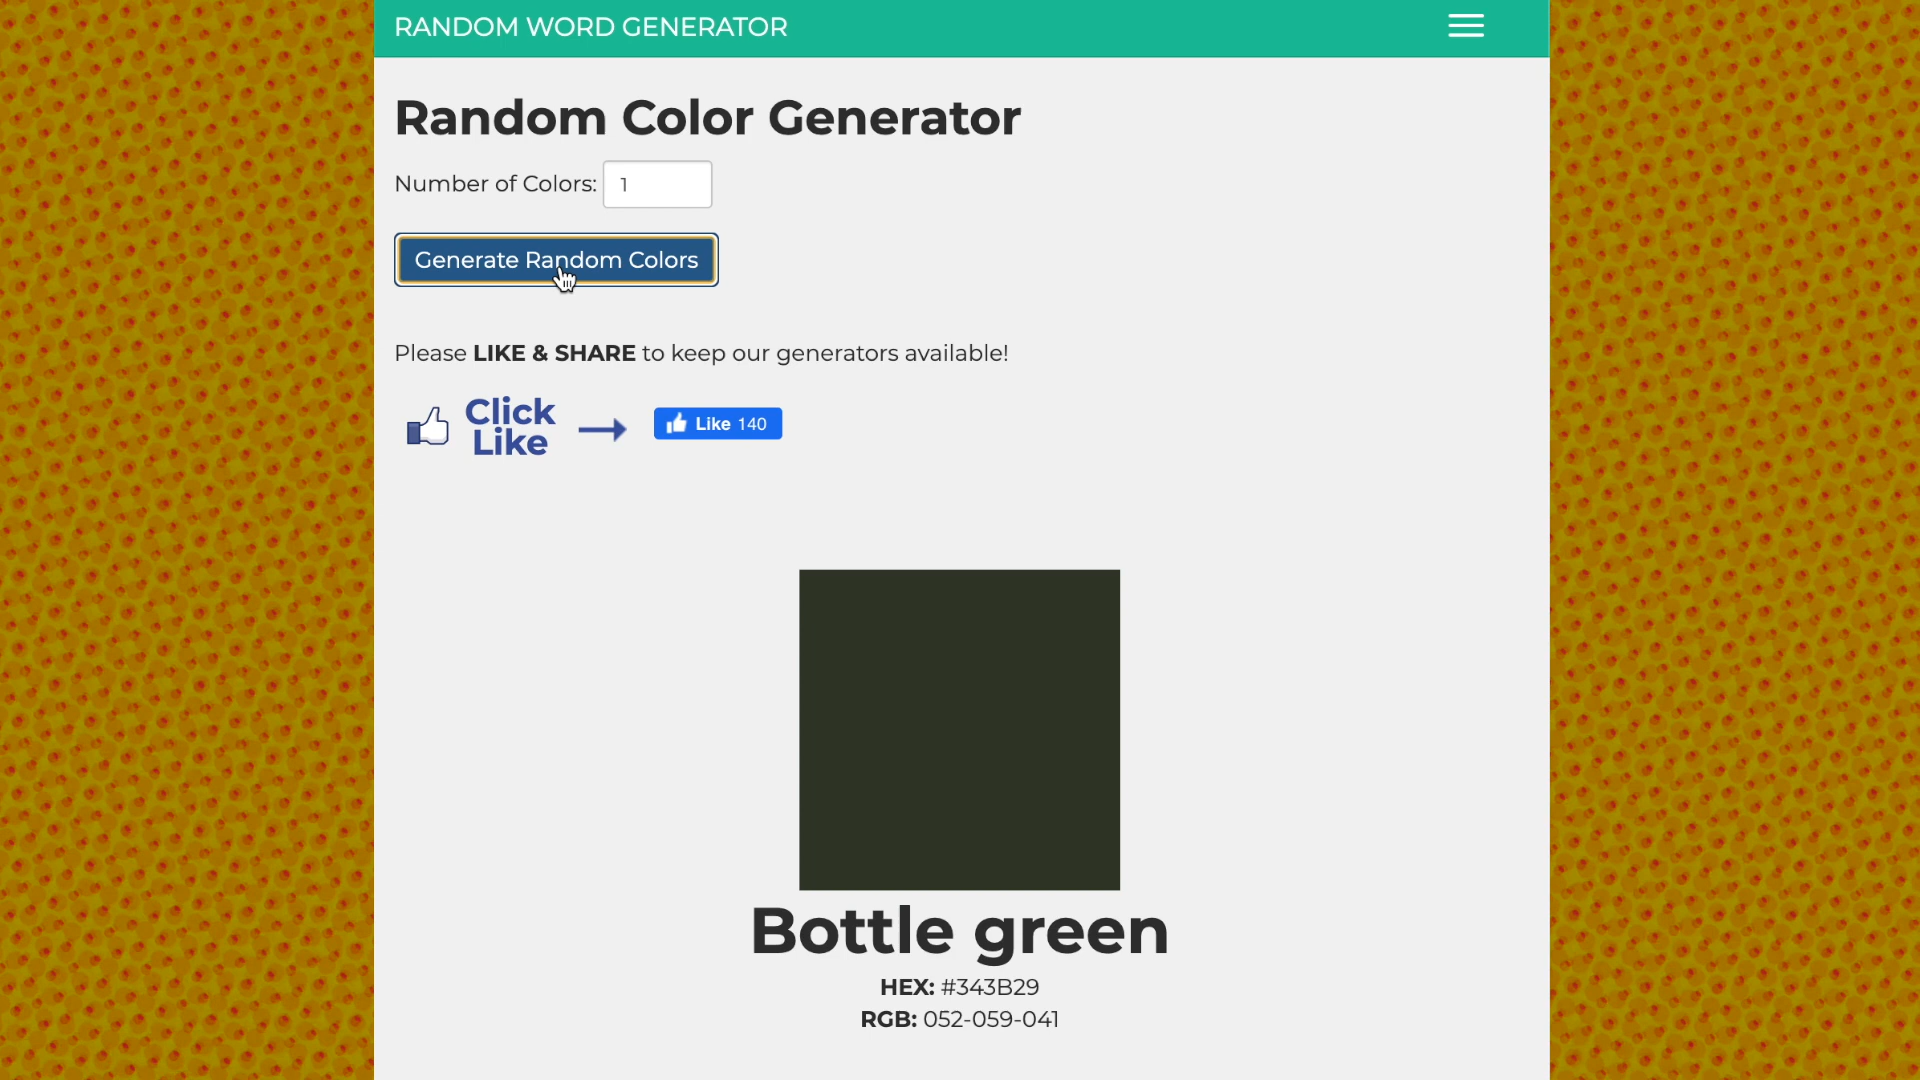 RANDOM WORD GENERATOR
Random Color Generator
Number of Colors: 1
Generate Random Colors
Please LIKE & SHARE to keep our generators available!
Click
Like
Like 140
Bottle green
HEX: #343B29
RGB: 052-059-041